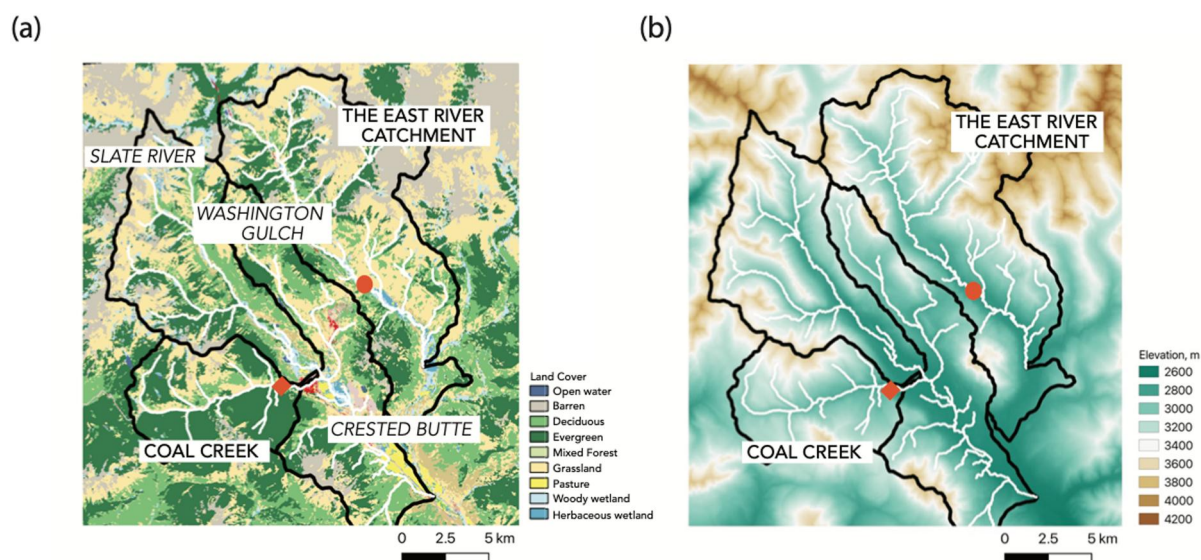 (a)
THE EAST RIVER
CATCHMENT
SLATE RIVER
WASHINGTON
GULCH
CRESTED BUTTE
COAL CREEK
Land Cover
Open water
Barren
Deciduous
Evergreen
Mixed Forest
Grassland
Pasture
Woody wetland
Herbaceous wetland
0 2.5 5 km
(b)
THE EAST RIVER
CATCHMENT
COAL CREEK
Elevation, m
2600
2800
3000
3200
3400
3600
3800
4000
4200
0 2.5 5 km